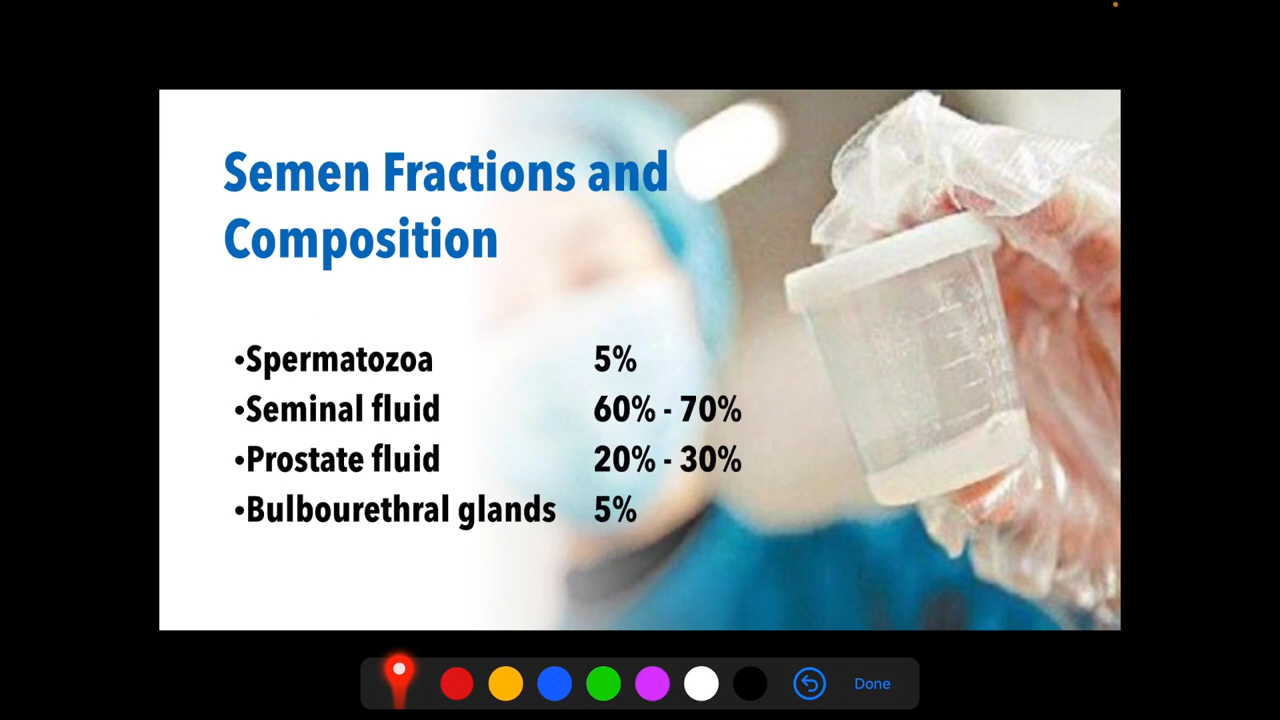 Semen Fractions and
Composition
•Spermatozoa 5%
•Seminal fluid 60% - 70%
•Prostate fluid 20% - 30%
•Bulbourethral glands 5%
Done